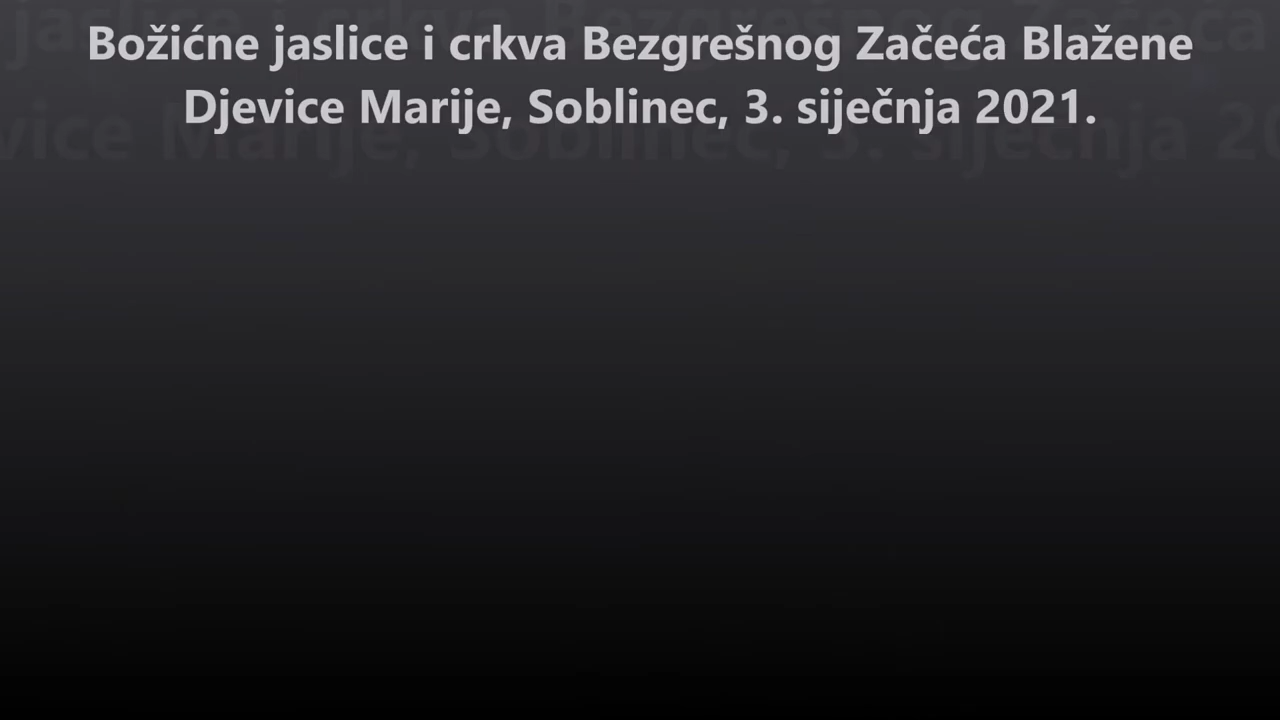 Božićne jaslice i crkva Bezgrešnog Začeća Blažene
Djevice Marije, Soblinec, 3. siječnja 2021.